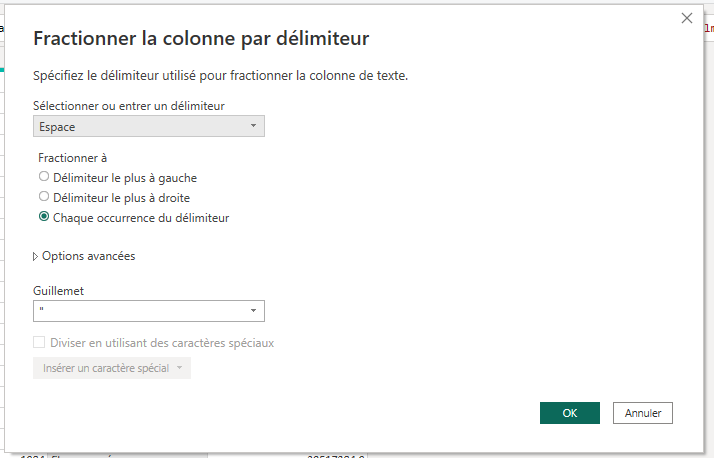 Fractionner la colonne par délimiteur
Spécifiez le délimiteur utilisé pour fractionner la colonne de texte.
Sélectionner ou entrer un délimiteur
Espace
Fractionner à
Délimiteur le plus à gauche
Délimiteur le plus à droite
Chaque occurrence du délimiteur
Options avancées
Guillemet
"
Diviser en utilisant des caractères spéciaux
Insérer un caractère spécial
OK
Annuler